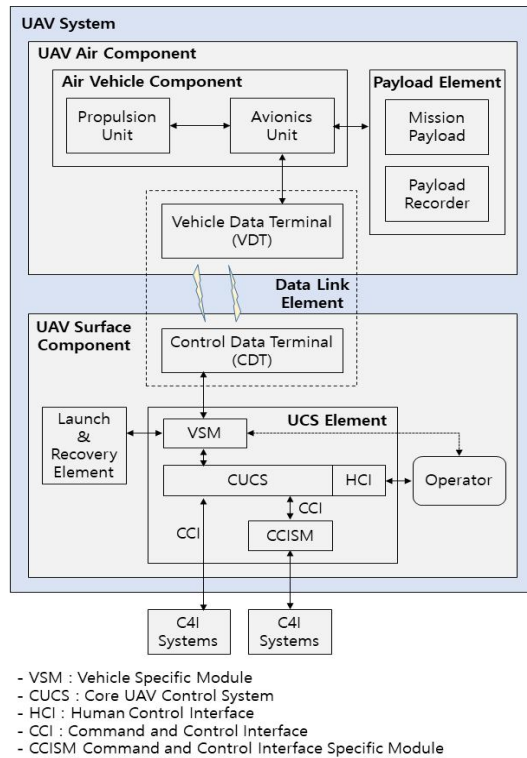 UAV System
UAV Air Component
Air Vehicle Component
Payload Element
Propulsion
Unit
Avionics
Unit
Mission
Payload
Payload
Recorder
Vehicle Data Terminal
(VDT)
Data Link
Element
UAV Surface
Component
Control Data Terminal
(CDT)
Launch
&
Recovery
Element
UCS Element
VSM
CUCS
HCI
Operator
CCI
CCI
CCISM
C4I
Systems
C4I
Systems
- VSM : Vehicle Specific Module
- CUCS : Core UAV Control System
- HCI : Human Control Interface
- CCI : Command and Control Interface
- CCISM Command and Control Interface Specific Module